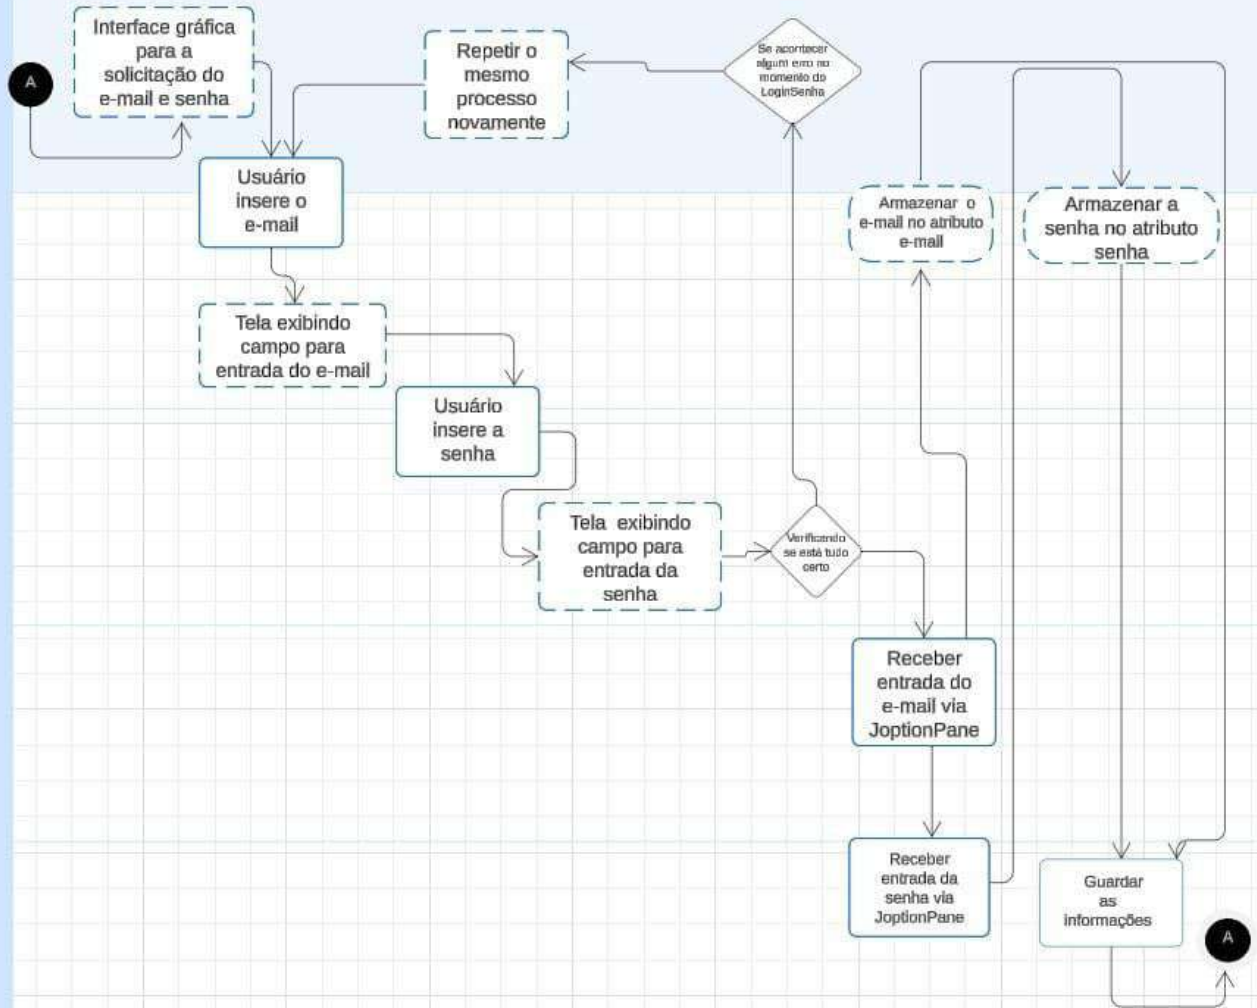 A
Interface gráfica
para a
solicitação do
e-mail e senha
Repetir o
mesmo
processo
novamente
Se acontecer
algum erro no
momento do
LoginSenha
Usuário
insere o
e-mail
Armazenar o
e-mail no atributo
e-mail
Armazenar a
senha no atributo
senha
Tela exibindo
campo para
entrada do e-mail
Usuário
insere a
senha
Tela exibindo
campo para
entrada da
senha
Verificando
se está tudo
certo
Receber
entrada do
e-mail via
JoptionPane
Receber
entrada da
senha via
JoptionPane
Guardar
as
informações
A